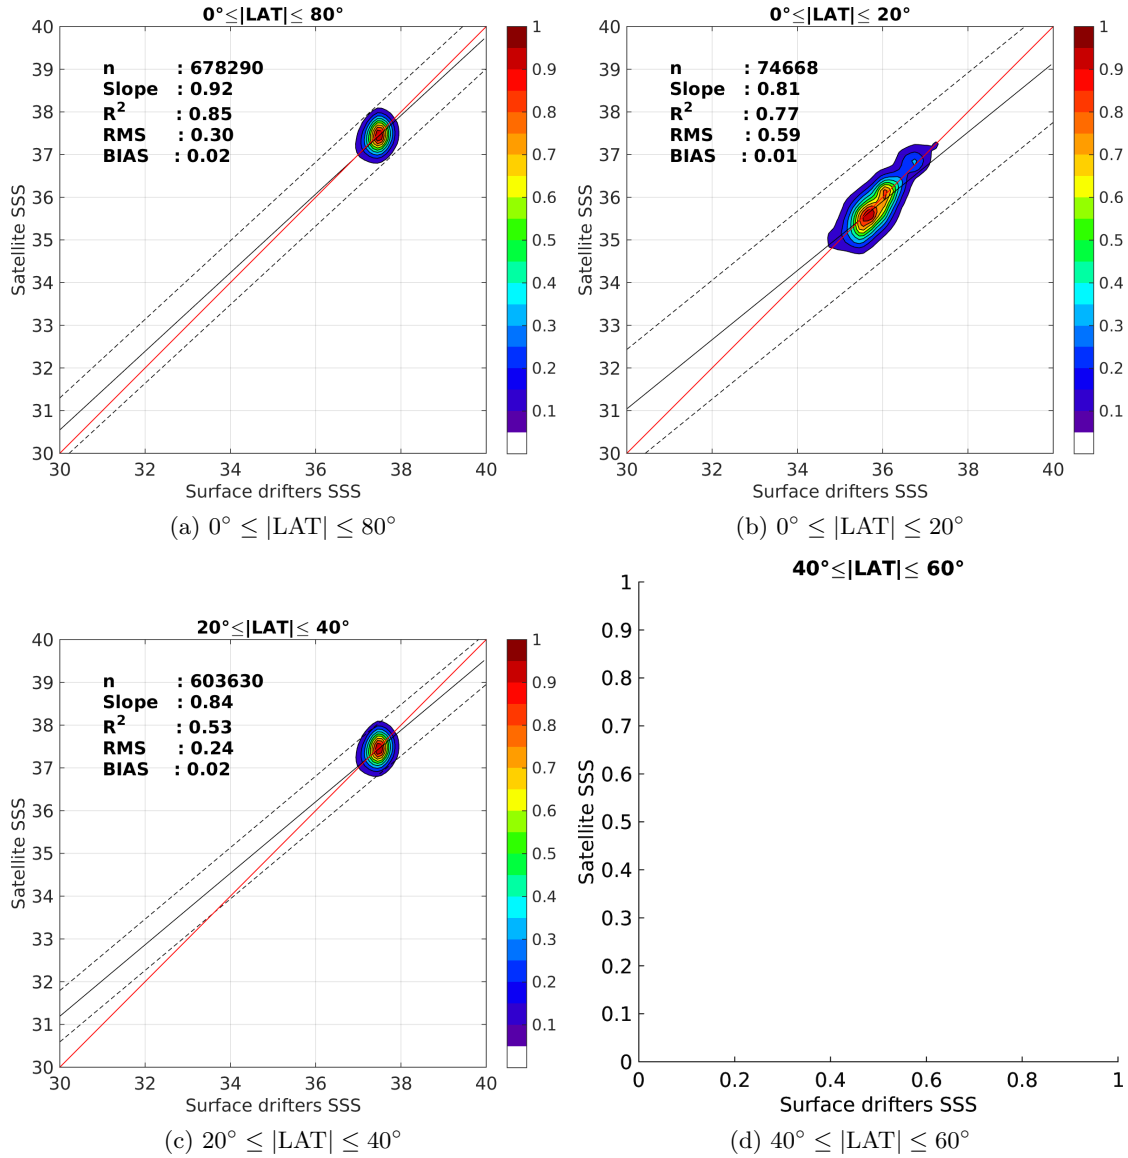 0°≤|LAT|≤ 80°
40
39
38
37
36
35
34
33
32
31
30
Satellite SSS
n : 678290
Slope : 0.92
R2 : 0.85
RMS : 0.30
BIAS : 0.02
30 32 34 36 38 40
Surface drifters SSS
1
0.9
0.8
0.7
0.6
0.5
0.4
0.3
0.2
0.1
(a) 0° ≤ |LAT| ≤ 80°
0°≤|LAT|≤ 20°
40
39
38
37
36
35
34
33
32
31
30
Satellite SSS
n : 74668
Slope : 0.81
R2 : 0.77
RMS : 0.59
BIAS : 0.01
30 32 34 36 38 40
Surface drifters SSS
1
0.9
0.8
0.7
0.6
0.5
0.4
0.3
0.2
0.1
(b) 0° ≤ |LAT| ≤ 20°
20°≤|LAT|≤ 40°
40
39
38
37
36
35
34
33
32
31
30
Satellite SSS
n : 603630
Slope : 0.84
R2 : 0.53
RMS : 0.24
BIAS : 0.02
30 32 34 36 38 40
Surface drifters SSS
1
0.9
0.8
0.7
0.6
0.5
0.4
0.3
0.2
0.1
(c) 20° ≤ |LAT| ≤ 40°
40°≤|LAT|≤ 60°
1
0.9
0.8
0.7
0.6
0.5
0.4
0.3
0.2
0.1
0
Satellite SSS
0 0.2 0.4 0.6 0.8 1
Surface drifters SSS
(d) 40° ≤ |LAT| ≤ 60°